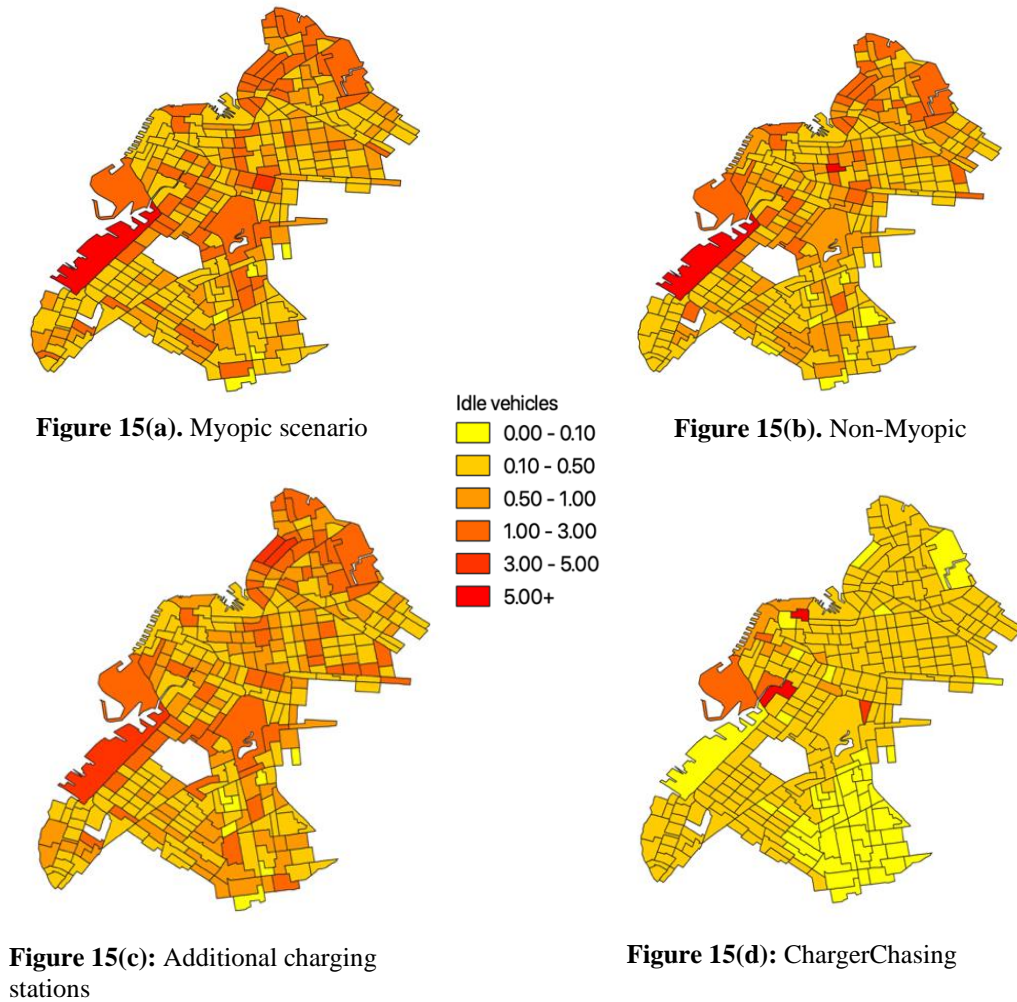 Figure 15(a). Myopic scenario
Figure 15(b). Non-Myopic
Idle vehicles
0.00 - 0.10
0.10 - 0.50
0.50 - 1.00
1.00 - 3.00
3.00 - 5.00
5.00+
Figure 15(c): Additional charging
stations
Figure 15(d): ChargerChasing